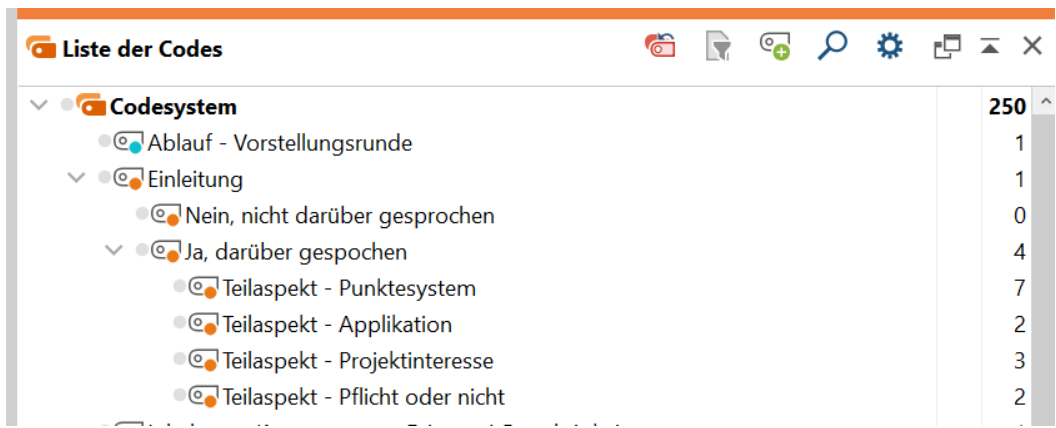 Liste der Codes
Codesystem 250
Ablauf - Vorstellungsrunde 1
Einleitung 1
Nein, nicht darüber gesprochen 0
Ja, darüber gespochen 4
Teilaspekt - Punktesystem 7
Teilaspekt - Applikation 2
Teilaspekt - Projektinteresse 3
Teilaspekt - Pflicht oder nicht 2